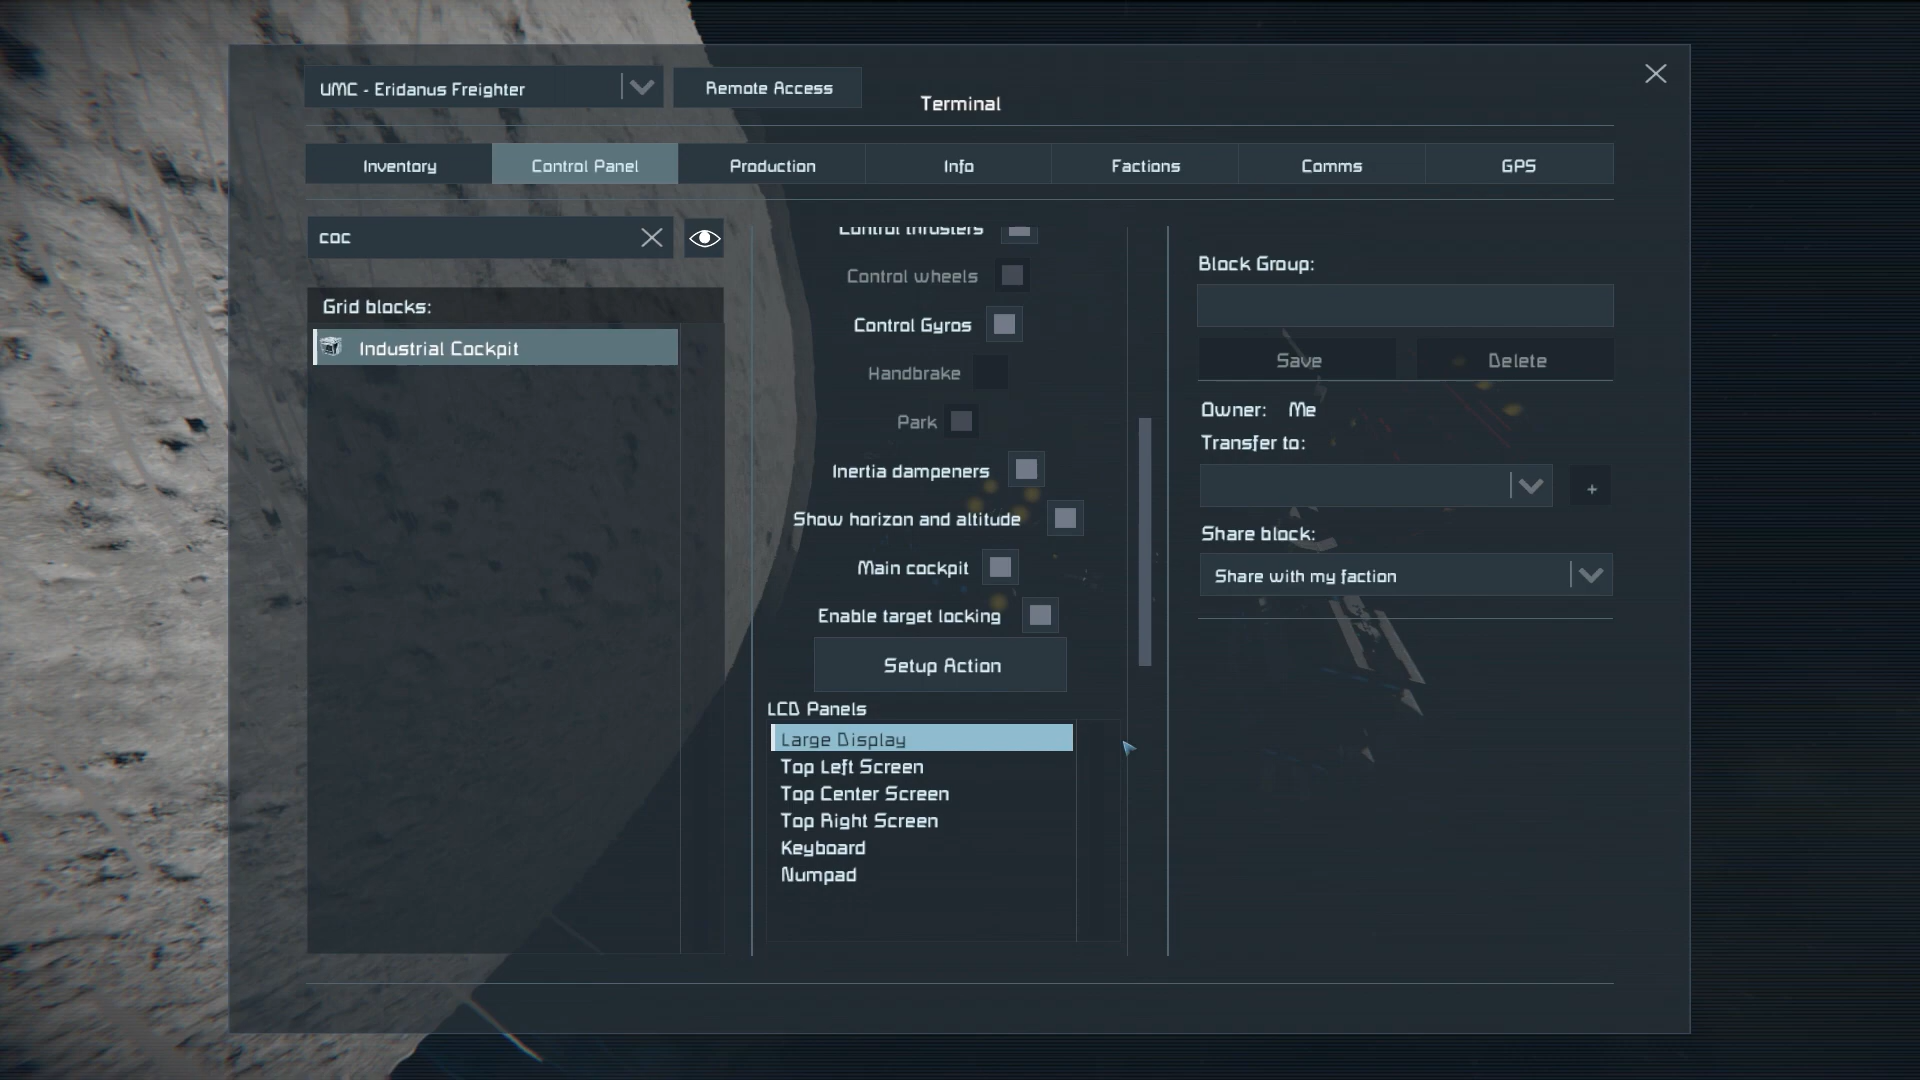 UMC - Eridanus Freighter
Remote Access
Terminal
Inventory
Control Panel
Production
Info
Factions
Comms
GPS
coc
Grid blocks:
Industrial Cockpit
Control thrusters
Control wheels
Control Gyros
Handbrake
Park
Inertia dampeners
Show horizon and altitude
Main cockpit
Enable target locking
Setup Action
LCD Panels
Large Display
Top Left Screen
Top Center Screen
Top Right Screen
Keyboard
Numpad
Block Group:
Save
Delete
Owner: Me
Transfer to:
+
Share block:
Share with my faction